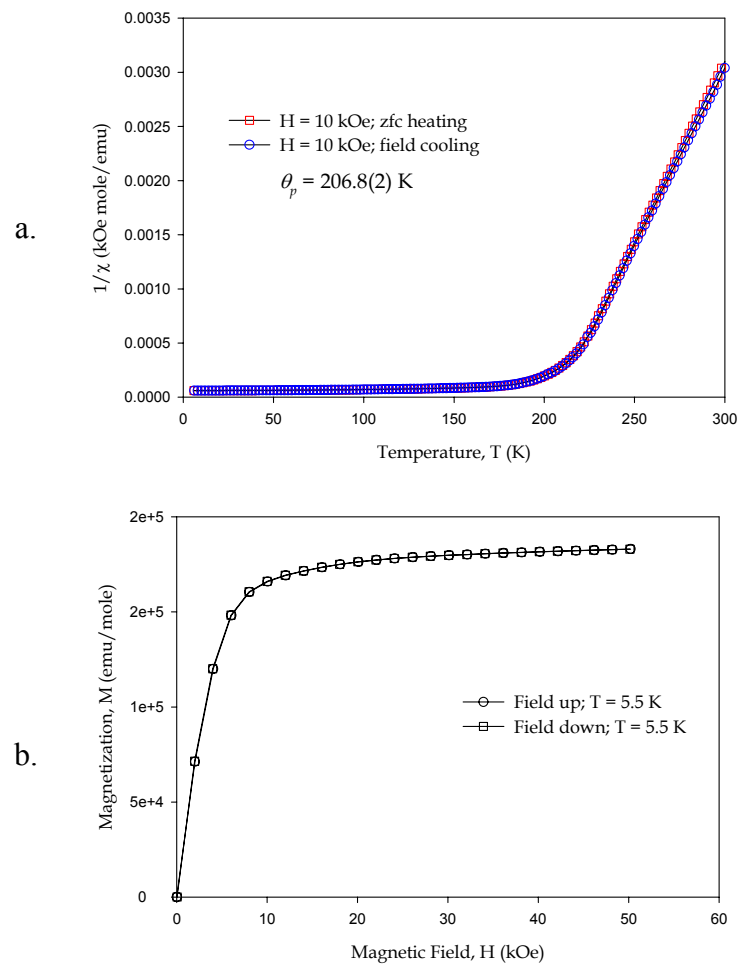 a.
1/χ (kOe mole/emu)
0.0035
0.0030
0.0025
0.0020
0.0015
0.0010
0.0005
0.0000
H = 10 kOe; zfc heating
H = 10 kOe; field cooling
θp = 206.8(2) K
0 50 100 150 200 250 300
Temperature, T (K)
b.
Magnetization, M (emu/mole)
2e+5
2e+5
1e+5
5e+4
0
Field up; T = 5.5 K
Field down; T = 5.5 K
0 10 20 30 40 50 60
Magnetic Field, H (kOe)